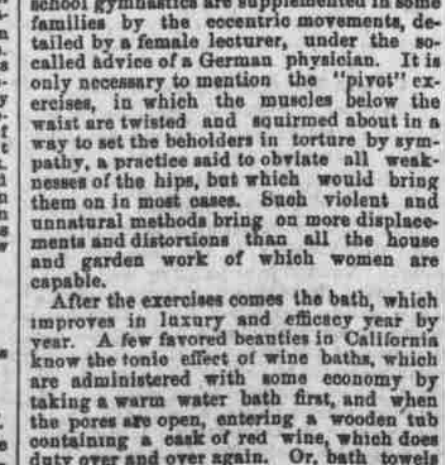 school gymnastics are supplemented in some
families by the eccentric movements, de-
tailed by a female lecturer, under the so-
called advice of a German physician. It is
only necessary to mention the "pivot" ex-
ercises, in which the muscles below the
waist are twisted and squirmed about in a
way to set the beholders in torture by sym-
pathy, a practice said to obviate all weak-
nesses of the hips, but which would bring
them on in most cases. Such violent and
unnatural methods bring on more displace-
ments and distortions than all the house
and garden work of which women are
capable.
After the exercises comes the bath, which
improves in luxury and efficacy year by
year. A few favored beauties in California
know the tonic effect of wine baths, which
are administered with some economy by
taking a warm water bath first, and when
the pores are open, entering a wooden tub
containing a cask of red wine, which does
duty over and over again. Or, bath towels